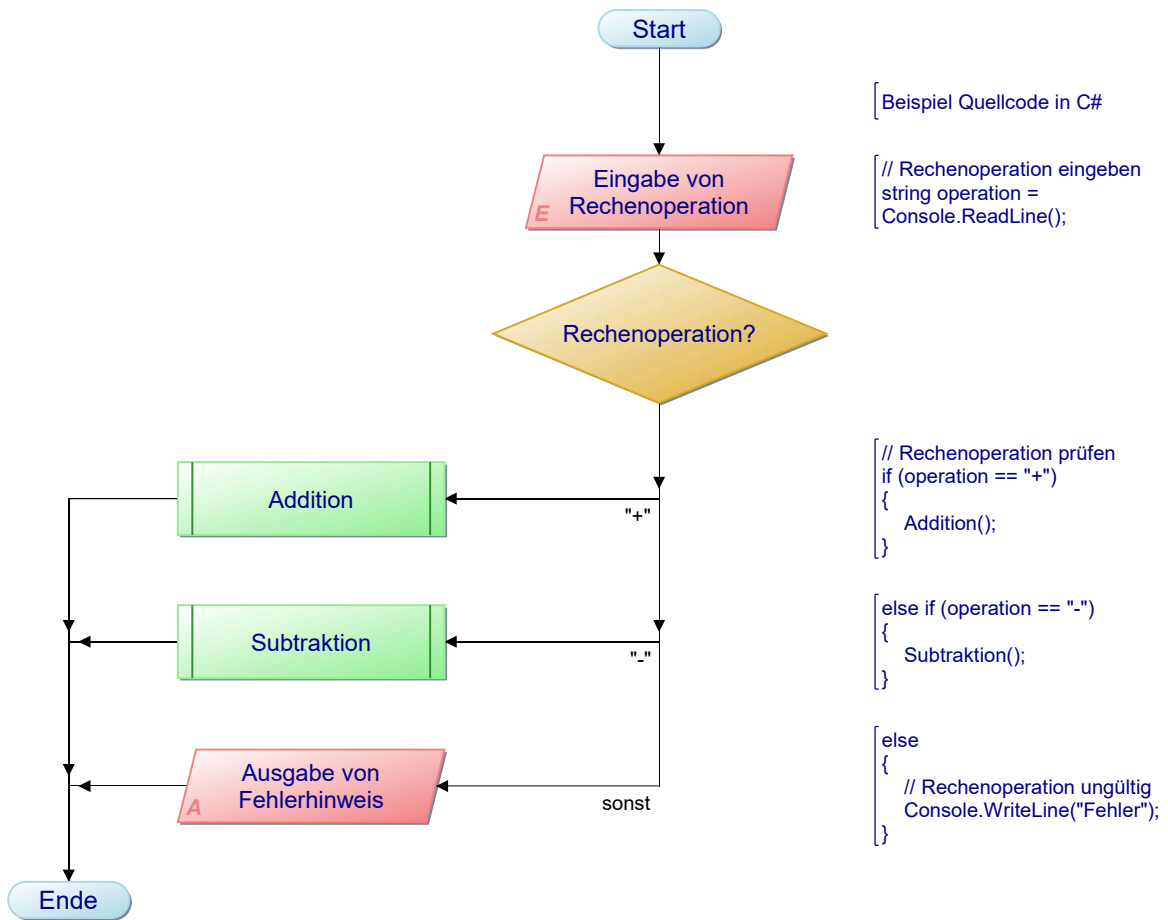 Start
Beispiel Quellcode in C#
Eingabe von
Rechenoperation
E
// Rechenoperation eingeben
string operation =
Console.ReadLine();
Rechenoperation?
Addition
"+"
// Rechenoperation prüfen
if (operation == "+")
{
Addition();
}
Subtraktion
"-"
else if (operation == "-")
{
Subtraktion();
}
Ausgabe von
Fehlerhinweis
A
sonst
else
{
// Rechenoperation ungültig
Console.WriteLine("Fehler");
}
Ende